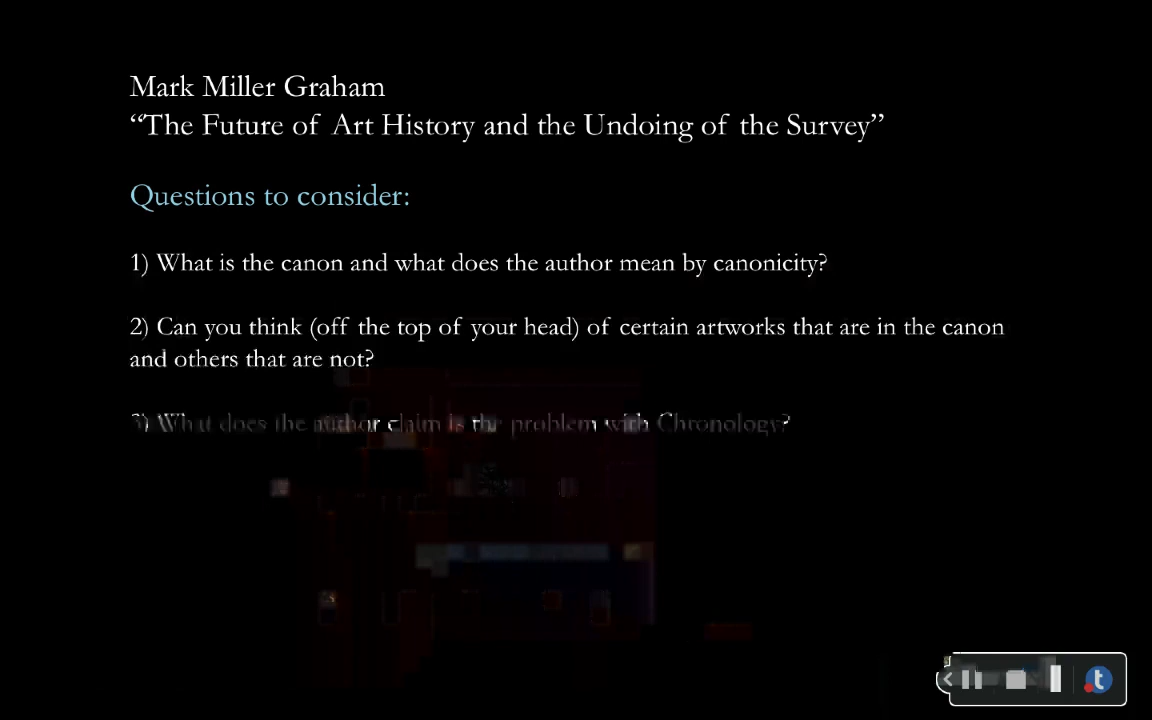 Mark Miller Graham
“The Future of Art History and the Undoing of the Survey”
Questions to consider:
1) What is the canon and what does the author mean by canonicity?
2) Can you think (off the top of your head) of certain artworks that are in the canon
and others that are not?
3) What does the author claim is the problem with Chronology?
t